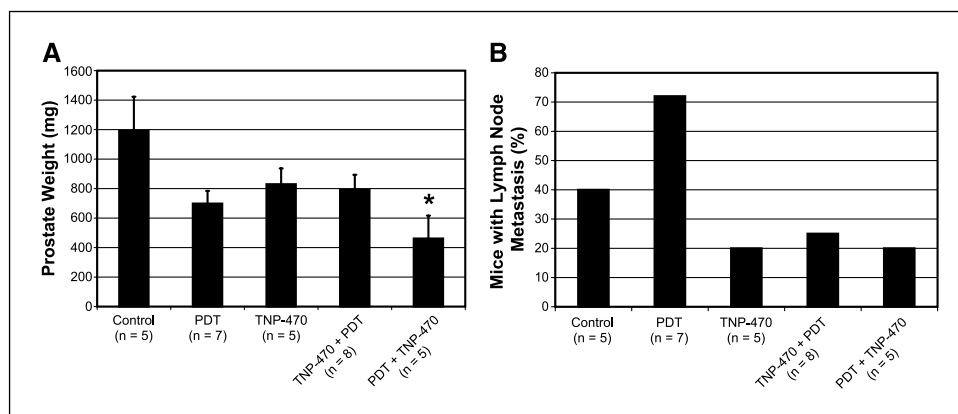 A
Prostate Weight (mg)
1600
1400
1200
1000
800
600
400
200
0
*
Control
(n = 5)
PDT
(n = 7)
TNP-470
(n = 5)
TNP-470 + PDT
(n = 8)
PDT + TNP-470
(n = 5)
B
Mice with Lymph Node
Metastasis (%)
80
70
60
50
40
30
20
10
0
Control
(n = 5)
PDT
(n = 7)
TNP-470
(n = 5)
TNP-470 + PDT
(n = 8)
PDT + TNP-470
(n = 5)